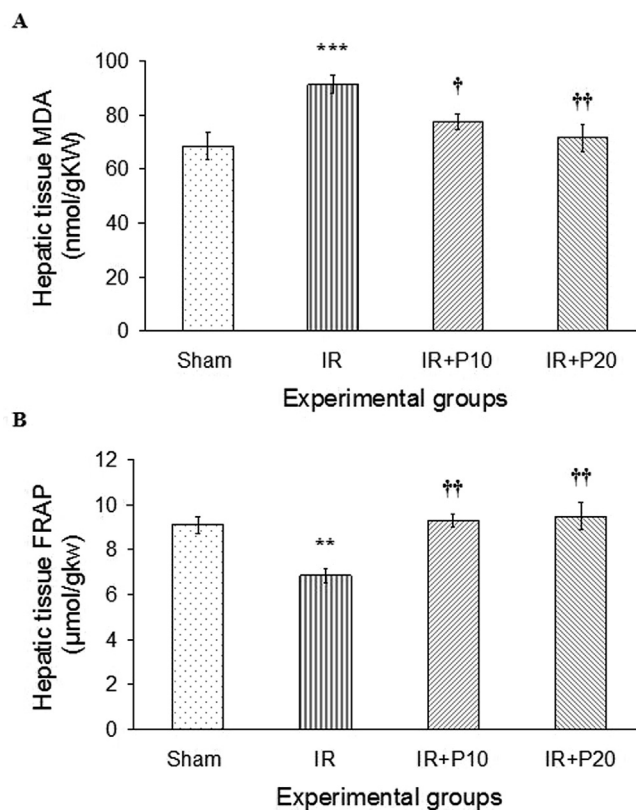 A
Hepatic tissue MDA
(nmol/gKW)
100
80
60
40
20
0
***
†
††
Sham IR IR+P10 IR+P20
Experimental groups
B
Hepatic tissue FRAP
(µmol/gkw)
12
10
8
6
4
2
0
**
††
††
Sham IR IR+P10 IR+P20
Experimental groups